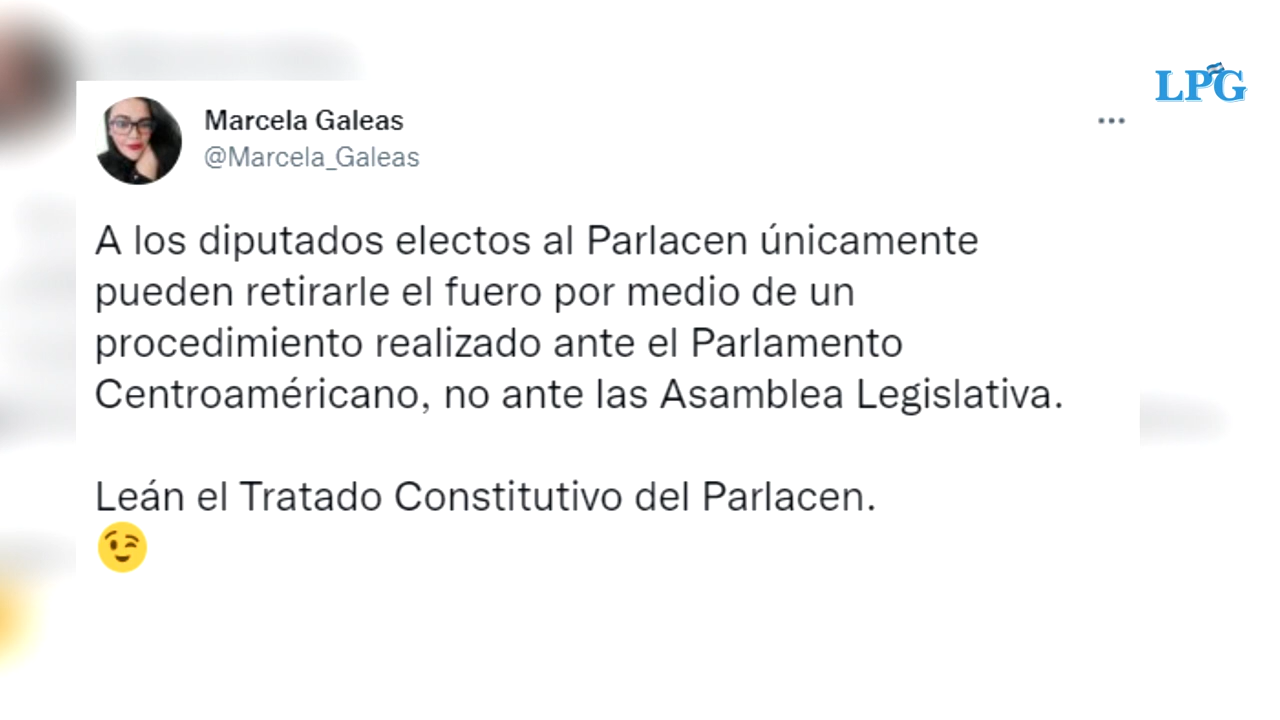 LPG
Marcela Galeas
@Marcela_Galeas
A los diputados electos al Parlacen únicamente
pueden retirarle el fuero por medio de un
procedimiento realizado ante el Parlamento
Centroaméricano, no ante las Asamblea Legislativa.
Leán el Tratado Constitutivo del Parlacen.